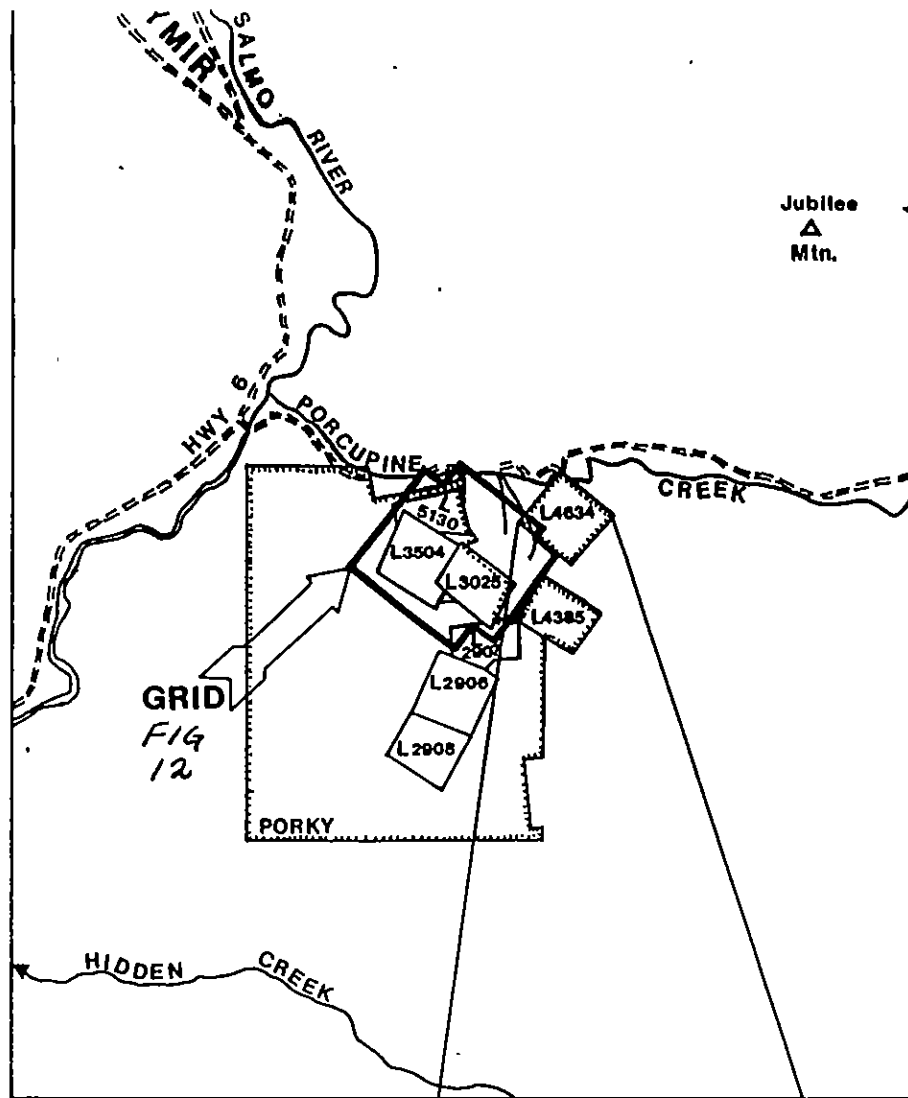 YMIR
SALMO
RIVER
Jubilee
Mtn.
HWY 6
PORCUPINE
CREEK
L
5130
L4634
L3504
L3025
L4385
L2906
L2908
GRID
FIG
12
PORKY
HIDDEN
CREEK